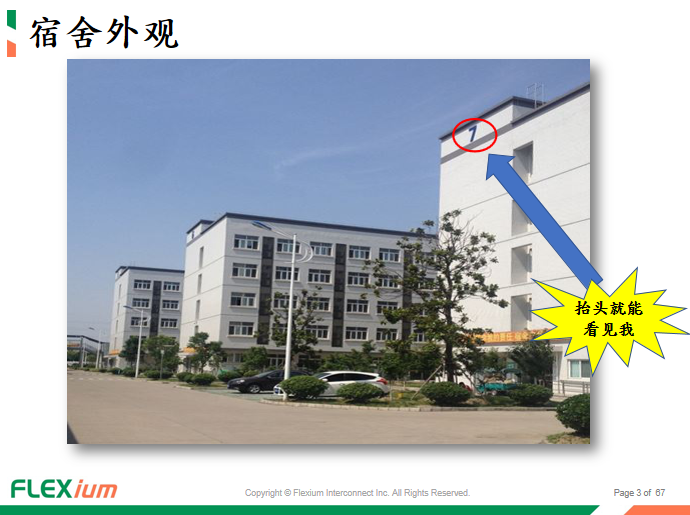 宿舍外观
7
抬头就能
看见我
FLEXium
Copyright © Flexium Interconnect Inc. All Rights Reserved.
Page 3 of 67